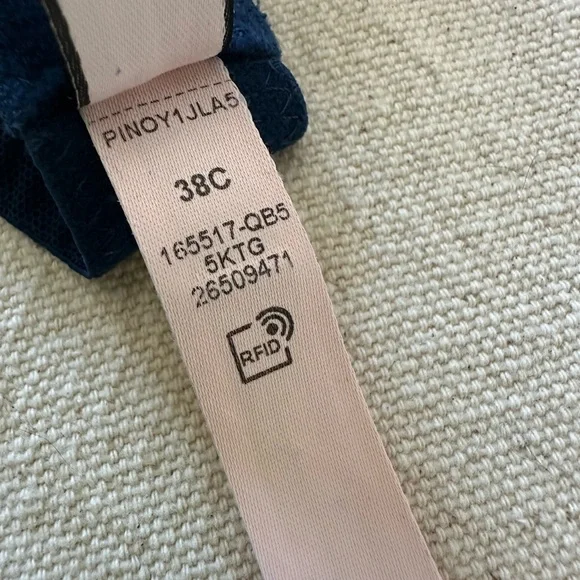 PINOY1JLA5
38C
165517-QB5
5KTG
26509471
RFID